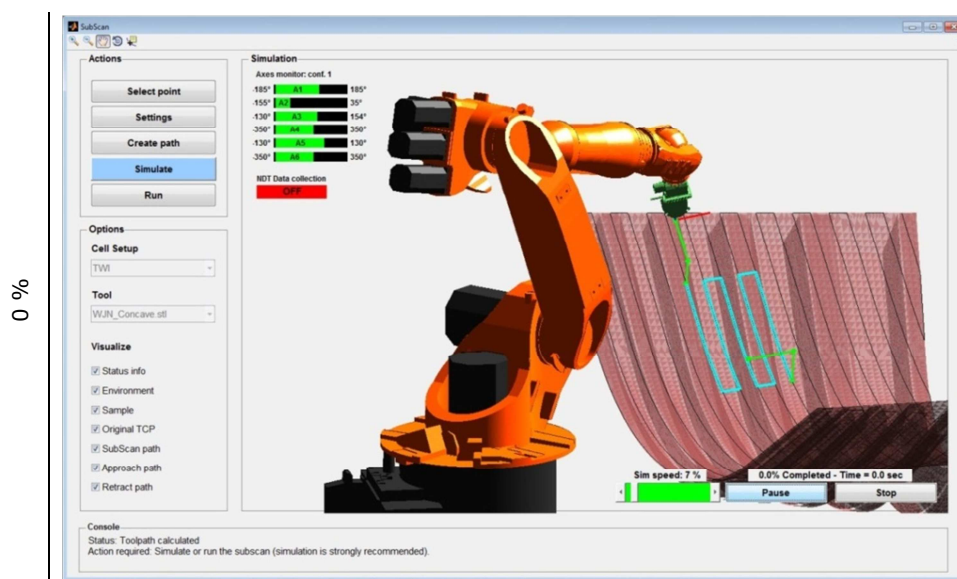 0 %
SubScan
Actions
Select point
Settings
Create path
Simulate
Run
Options
Cell Setup
TWI
Tool
WJN_Concave.stl
Visualize
Status info
Environment
Sample
Original TCP
SubScan path
Approach path
Retract path
Simulation
Axes monitor: conf. 1
-185° A1 185°
-155° A2 35°
-130° A3 154°
-350° A4 350°
-130° A5 130°
-350° A6 350°
NDT Data collection
OFF
Sim speed: 7 %
0.0% Completed - Time = 0.0 sec
Pause
Stop
Console
Status: Toolpath calculated
Action required: Simulate or run the subscan (simulation is strongly recommended).